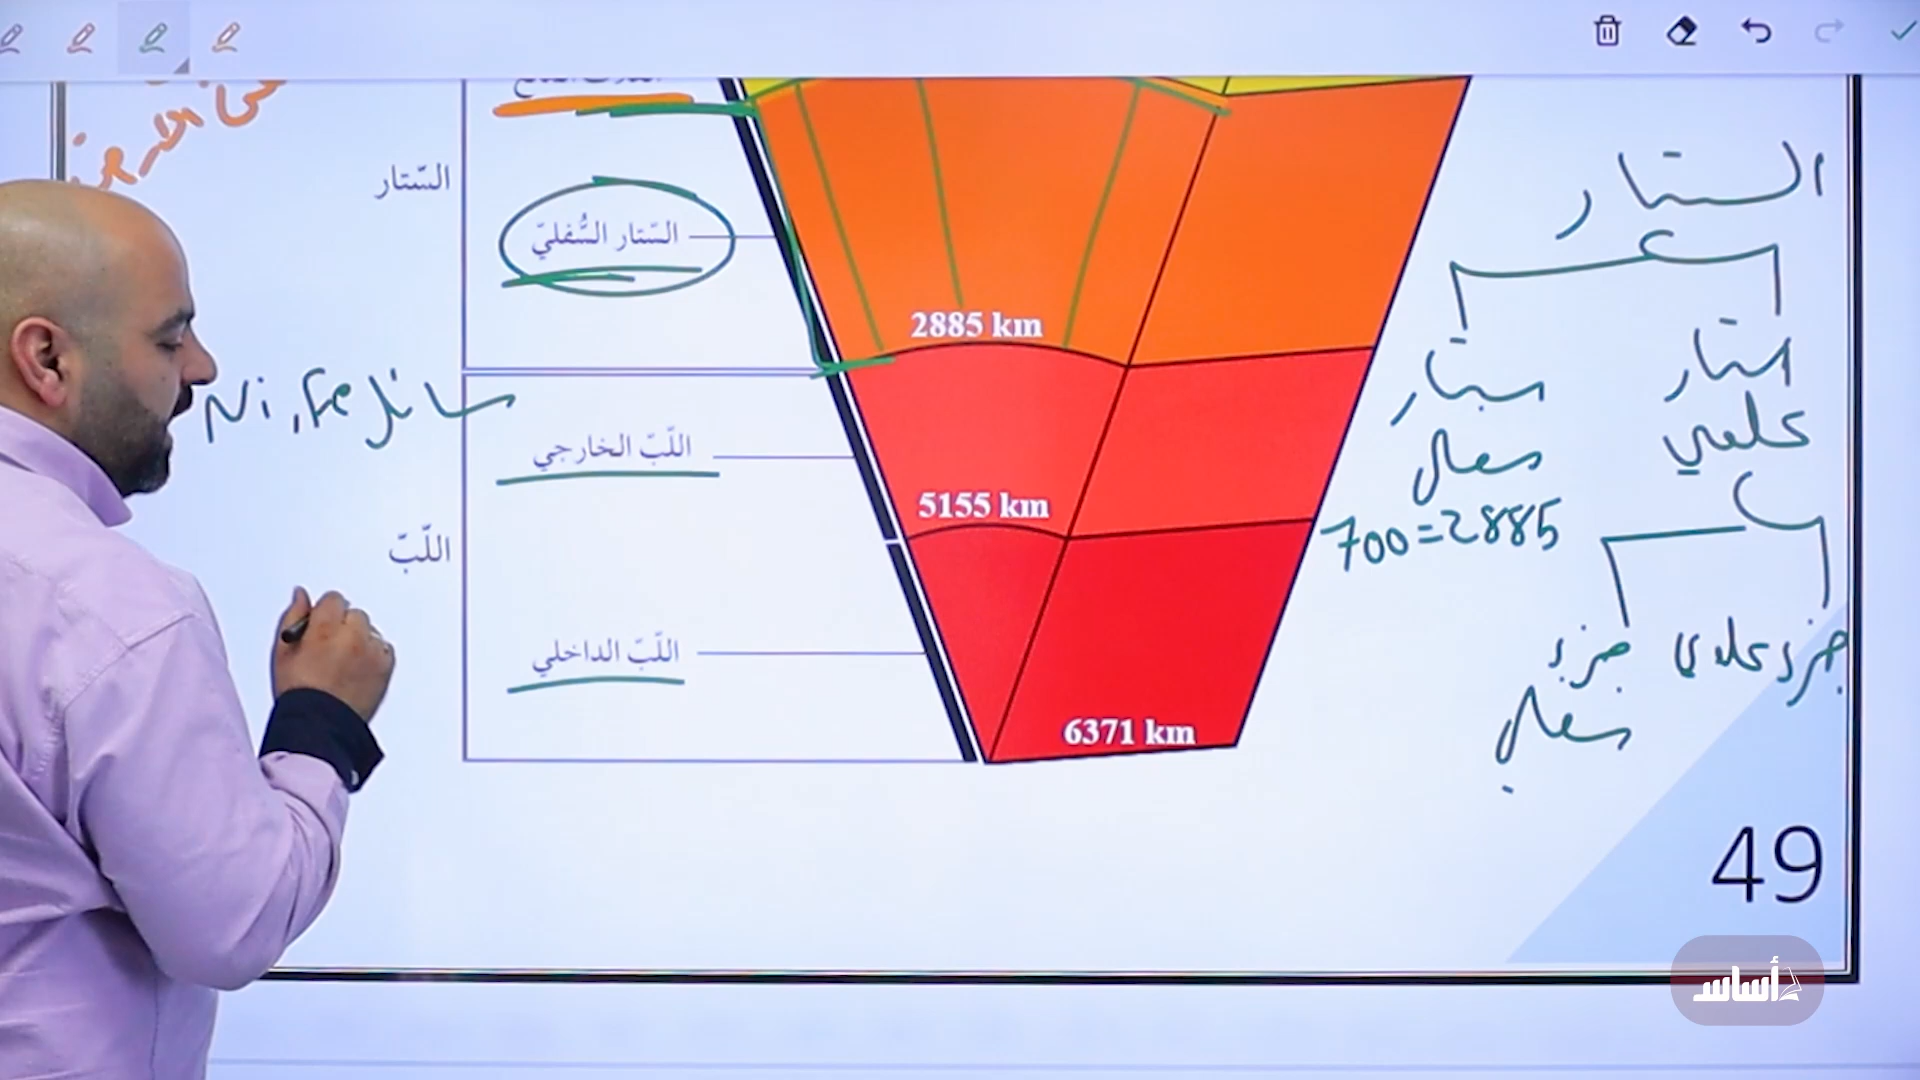 السّتار
السّتار السُّفليّ
2885 km
Ni, Fe سائل
اللّبّ الخارجي
5155 km
اللّبّ
اللّبّ الداخلي
6371 km
الستار
ستار علوي
ستار سفلي
700=2885
جزء علوي
جزء سفلي
49
أساس